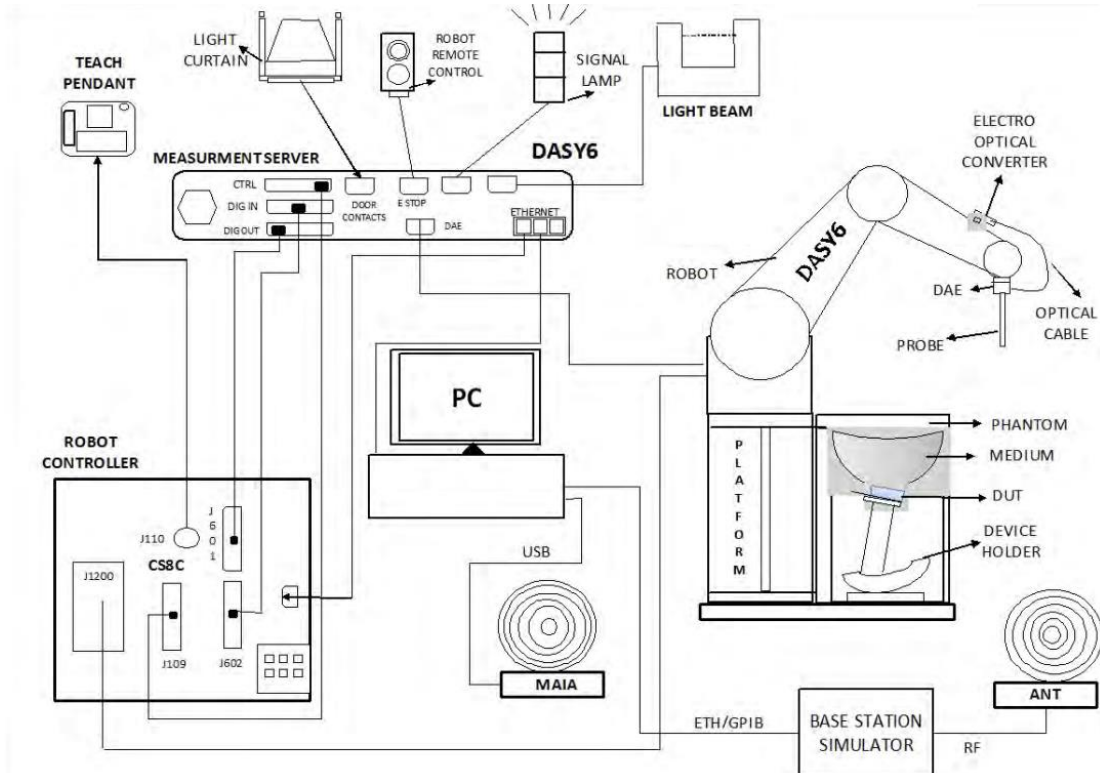 LIGHT
CURTAIN
ROBOT
REMOTE
CONTROL
SIGNAL
LAMP
LIGHT BEAM
TEACH
PENDANT
MEASURMENT SERVER
DASY6
CTRL
DIG IN
DIG OUT
DOOR
CONTACTS
E STOP
DAE
ETHERNET
ELECTRO
OPTICAL
CONVERTER
ROBOT
DASY6
DAE
OPTICAL
CABLE
PROBE
PC
PLATFORM
PHANTOM
MEDIUM
DUT
DEVICE
HOLDER
ROBOT
CONTROLLER
J110
J601
CS8C
J1200
J109
J602
USB
MAIA
ETH/GPIB
BASE STATION
SIMULATOR
RF
ANT